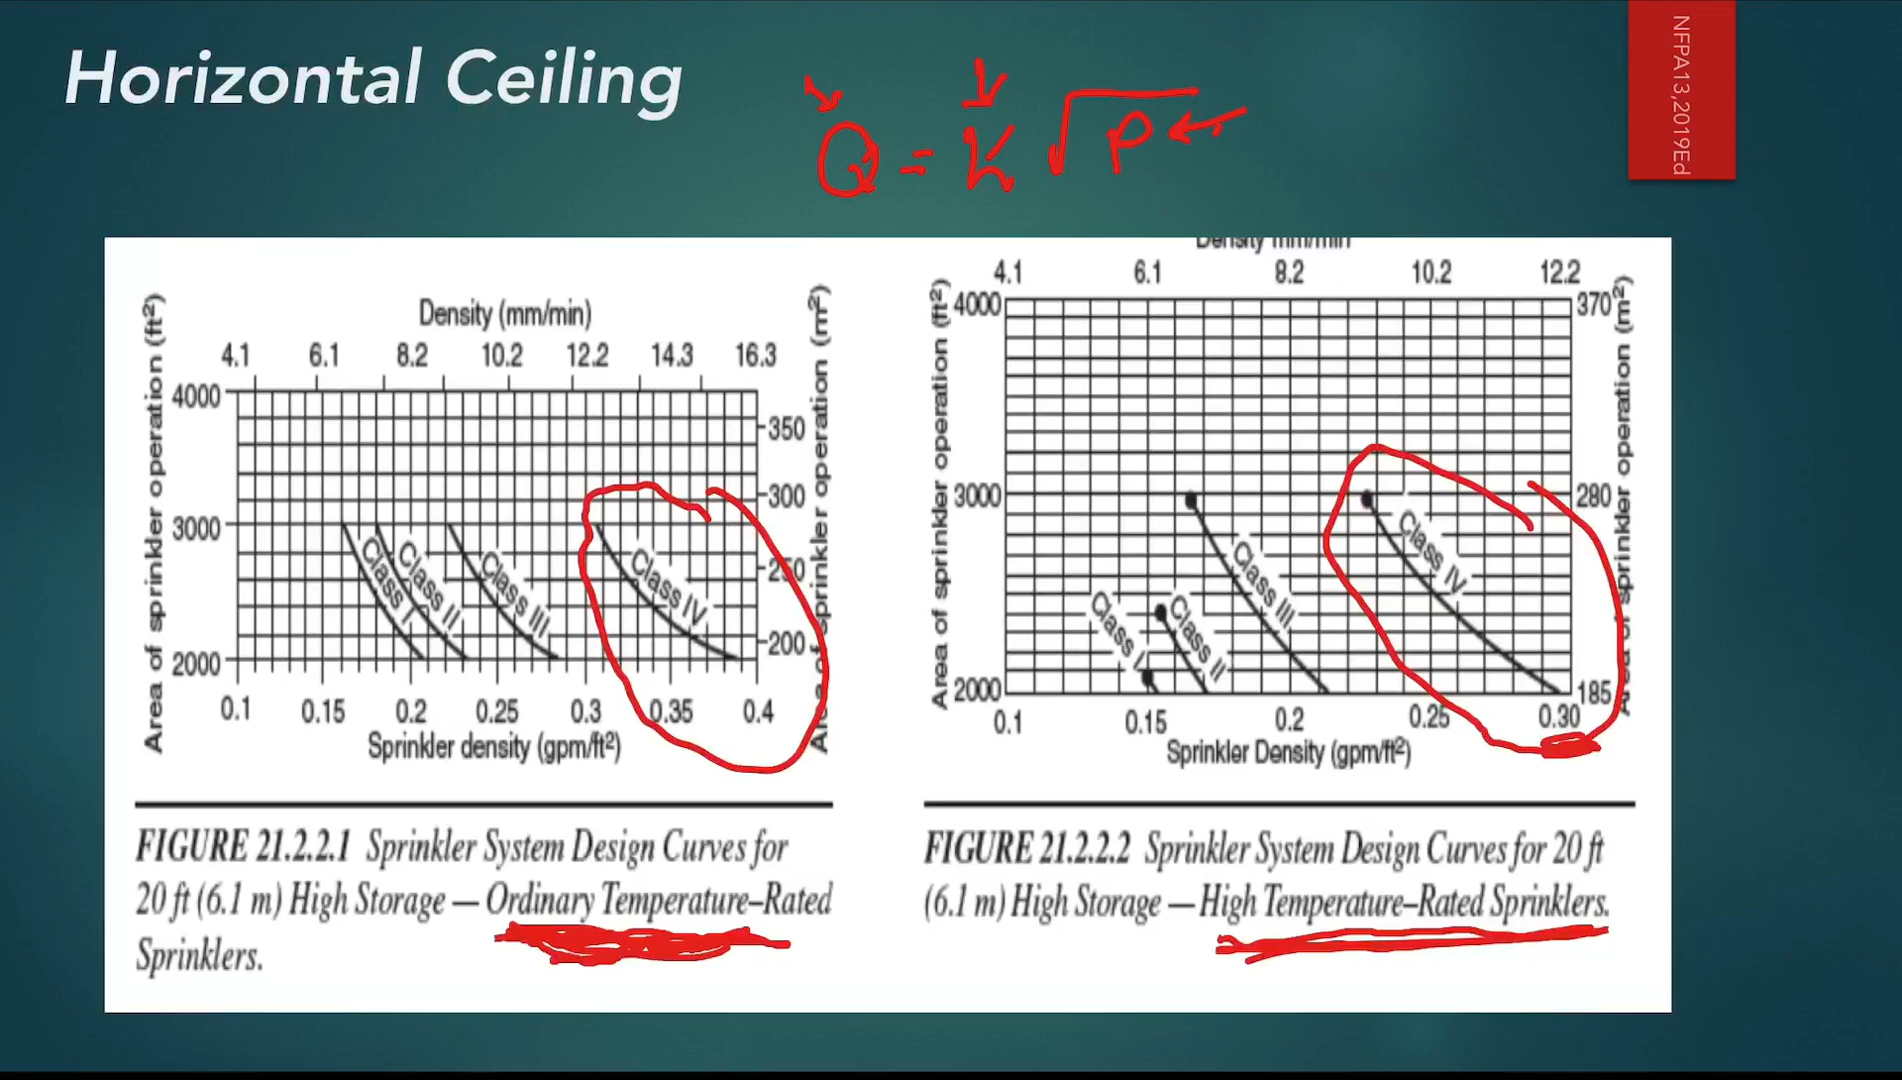 Horizontal Ceiling
NFPA13,2019Ed
Q = K √P
Density (mm/min)
4.1 6.1 8.2 10.2 12.2 14.3 16.3
Area of sprinkler operation (ft²)
4000
3000
2000
350
300
250
200
Area of sprinkler operation (m²)
Class I
Class II
Class III
Class IV
0.1 0.15 0.2 0.25 0.3 0.35 0.4
Sprinkler density (gpm/ft²)
FIGURE 21.2.2.1 Sprinkler System Design Curves for
20 ft (6.1 m) High Storage — Ordinary Temperature–Rated
Sprinklers.
Density mm/min
4.1 6.1 8.2 10.2 12.2
Area of sprinkler operation (ft²)
4000
3000
2000
370
280
185
Area of sprinkler operation (m²)
Class I
Class II
Class III
Class IV
0.1 0.15 0.2 0.25 0.30
Sprinkler Density (gpm/ft²)
FIGURE 21.2.2.2 Sprinkler System Design Curves for 20 ft
(6.1 m) High Storage — High Temperature–Rated Sprinklers.